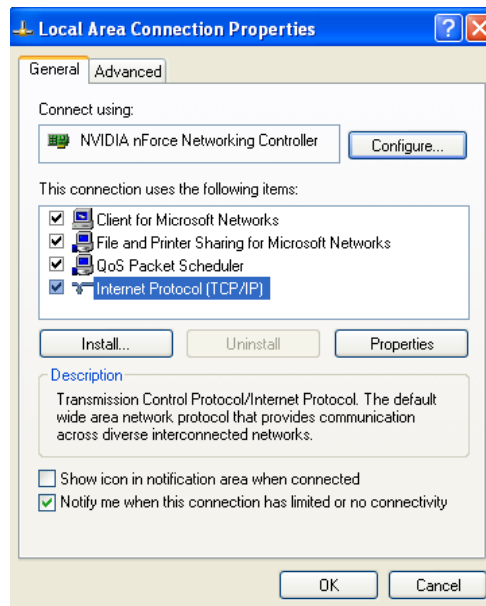 Local Area Connection Properties
General Advanced
Connect using:
NVIDIA nForce Networking Controller Configure...
This connection uses the following items:
Client for Microsoft Networks
File and Printer Sharing for Microsoft Networks
QoS Packet Scheduler
Internet Protocol (TCP/IP)
Install... Uninstall Properties
Description
Transmission Control Protocol/Internet Protocol. The default
wide area network protocol that provides communication
across diverse interconnected networks.
Show icon in notification area when connected
Notify me when this connection has limited or no connectivity
OK Cancel